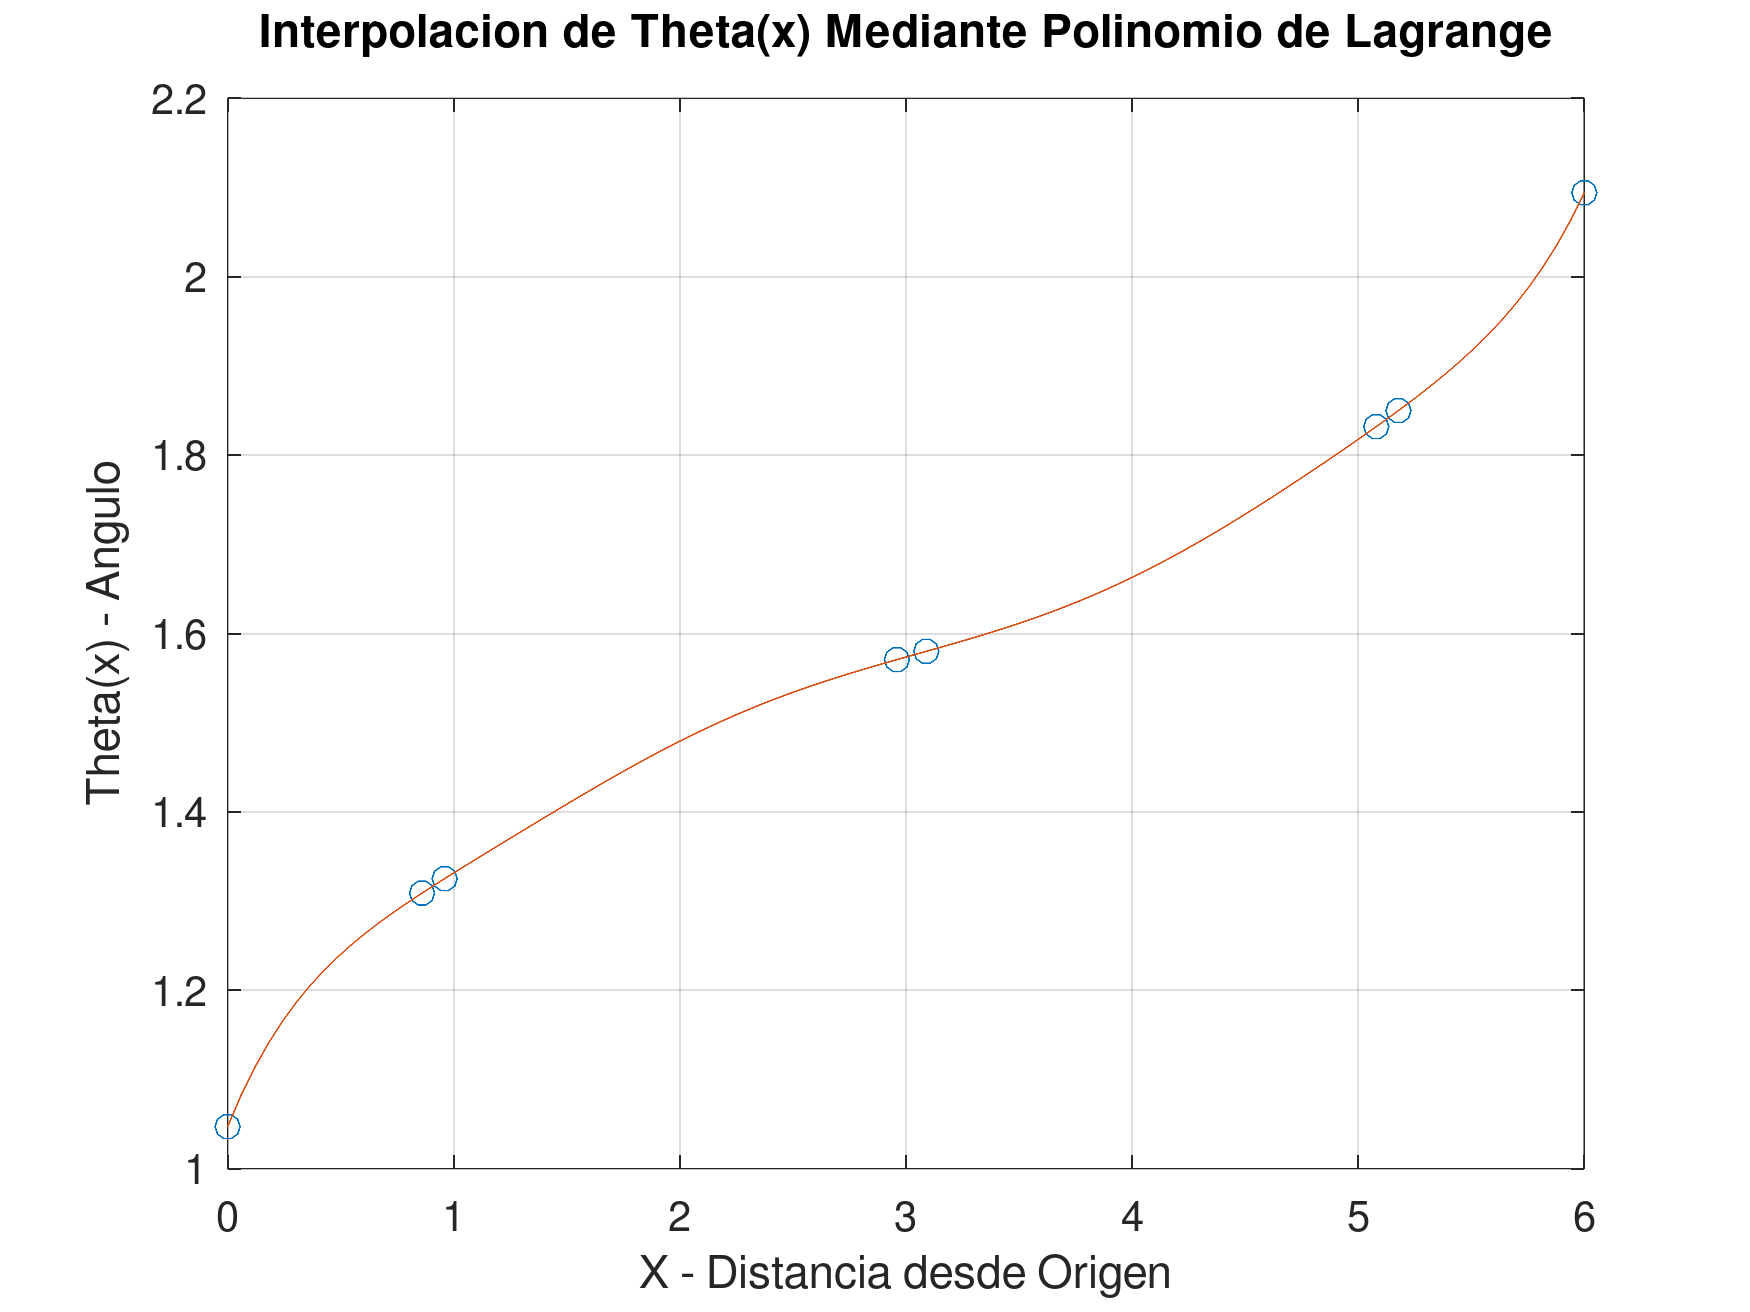 Interpolacion de Theta(x) Mediante Polinomio de Lagrange
2.2
2
1.8
1.6
1.4
1.2
1
Theta(x) - Angulo
0 1 2 3 4 5 6
X - Distancia desde Origen